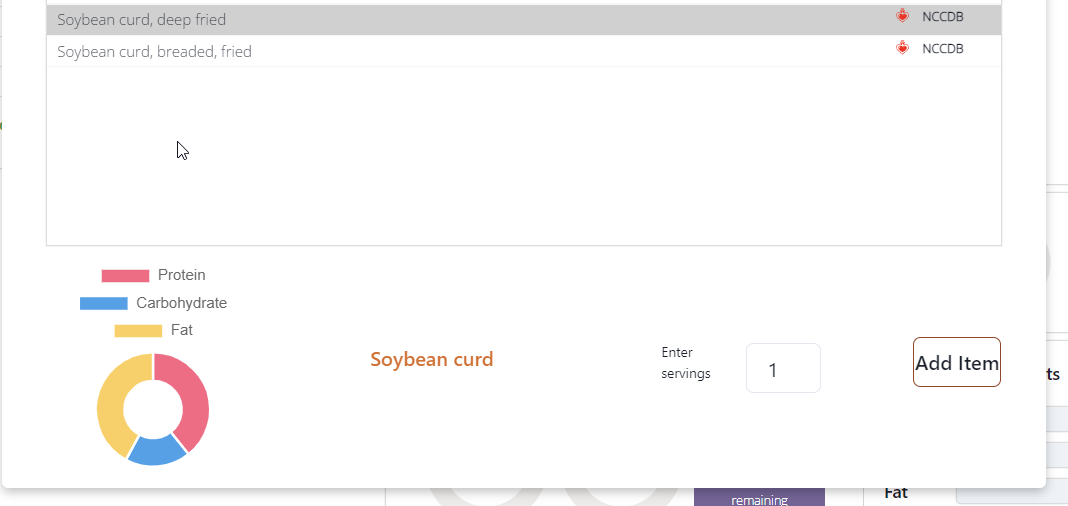 Soybean curd, deep fried NCCDB
Soybean curd, breaded, fried NCCDB
Protein
Carbohydrate
Fat
Soybean curd
Enter
servings
1
Add Item
ts
Fat
remaining